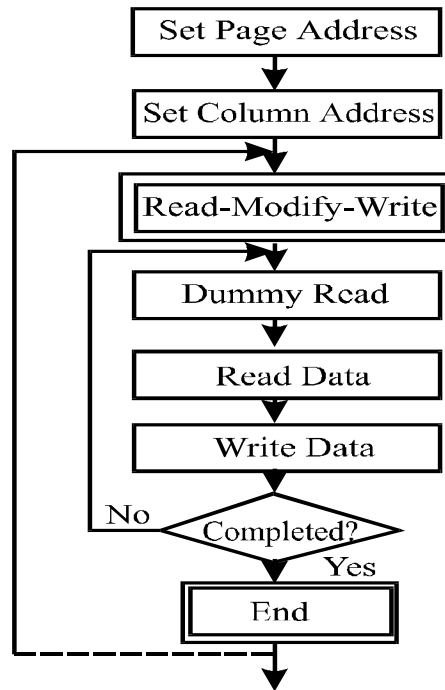 Set Page Address
Set Column Address
Read-Modify-Write
Dummy Read
Read Data
Write Data
Completed?
No
Yes
End